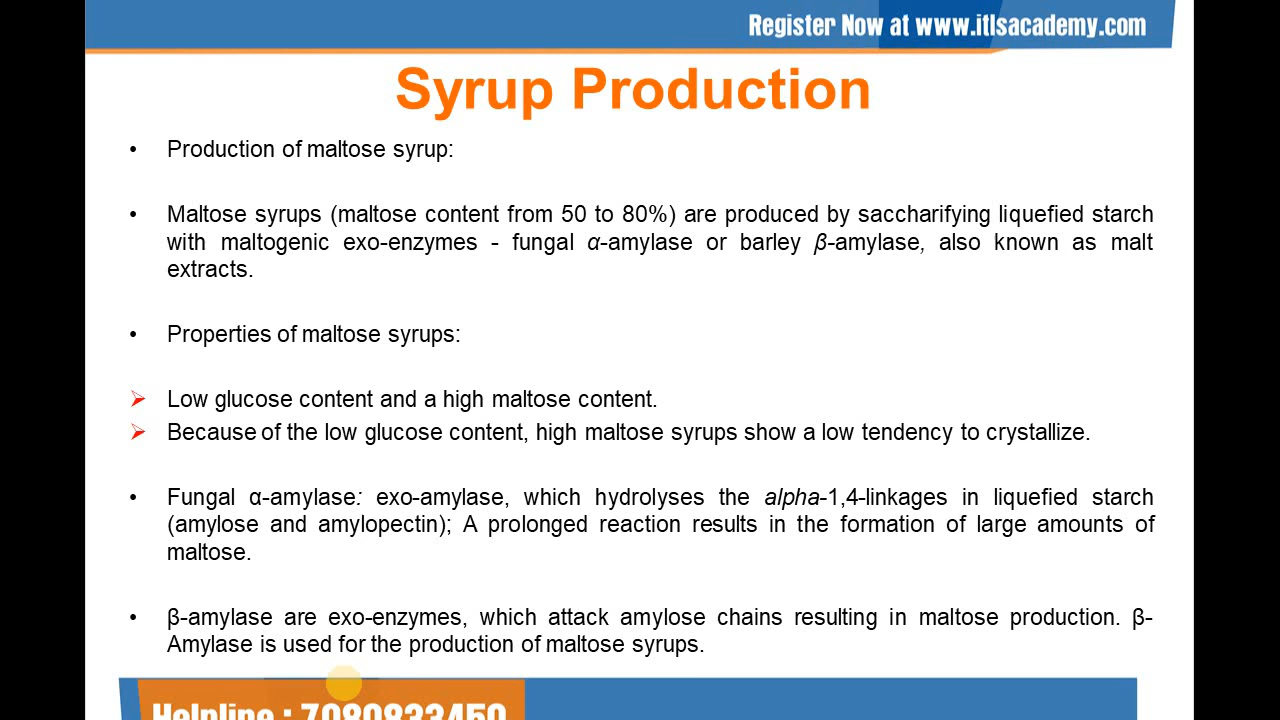 Register Now at www.itlsacademy.com
Syrup Production
• Production of maltose syrup:
• Maltose syrups (maltose content from 50 to 80%) are produced by saccharifying liquefied starch
with maltogenic exo-enzymes - fungal α-amylase or barley β-amylase, also known as malt
extracts.
• Properties of maltose syrups:
➢ Low glucose content and a high maltose content.
➢ Because of the low glucose content, high maltose syrups show a low tendency to crystallize.
• Fungal α-amylase: exo-amylase, which hydrolyses the alpha-1,4-linkages in liquefied starch
(amylose and amylopectin); A prolonged reaction results in the formation of large amounts of
maltose.
• β-amylase are exo-enzymes, which attack amylose chains resulting in maltose production. β-
Amylase is used for the production of maltose syrups.
Helpline : 7080833450